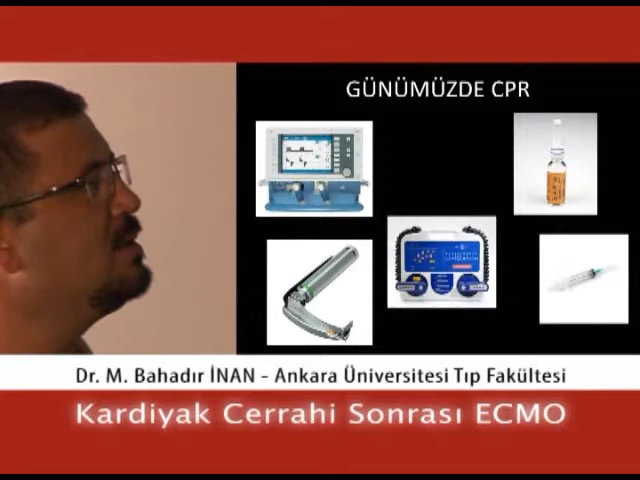 GÜNÜMÜZDE CPR
Dr. M. Bahadır İNAN - Ankara Üniversitesi Tıp Fakültesi
Kardiyak Cerrahi Sonrası ECMO